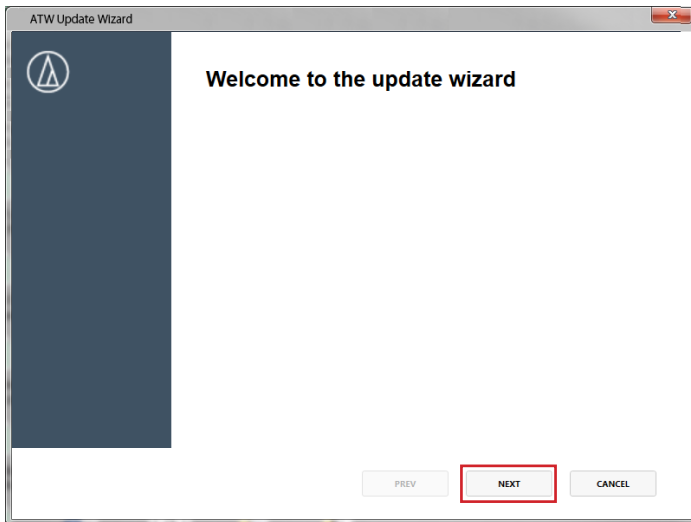 ATW Update Wizard
x
Welcome to the update wizard
PREV
NEXT
CANCEL